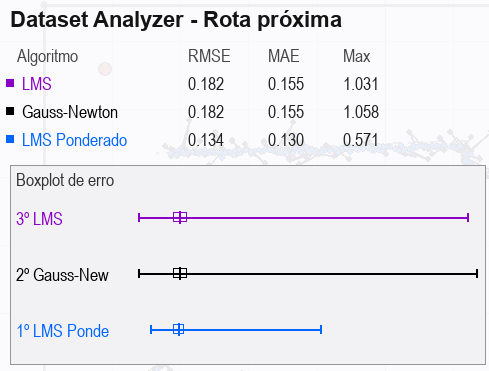 Dataset Analyzer - Rota próxima
Algoritmo RMSE MAE Max
LMS 0.182 0.155 1.031
Gauss-Newton 0.182 0.155 1.058
LMS Ponderado 0.134 0.130 0.571
Boxplot de erro
3º LMS
2º Gauss-New
1º LMS Ponde